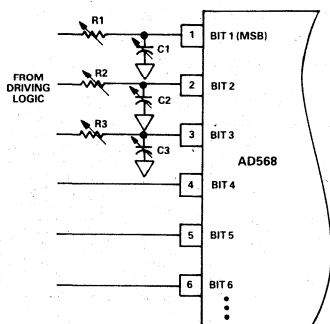 R1
1 BIT 1 (MSB)
C1
FROM
DRIVING
LOGIC
R2
2 BIT 2
C2
R3
3 BIT 3
C3
AD568
4 BIT 4
5 BIT 5
6 BIT 6